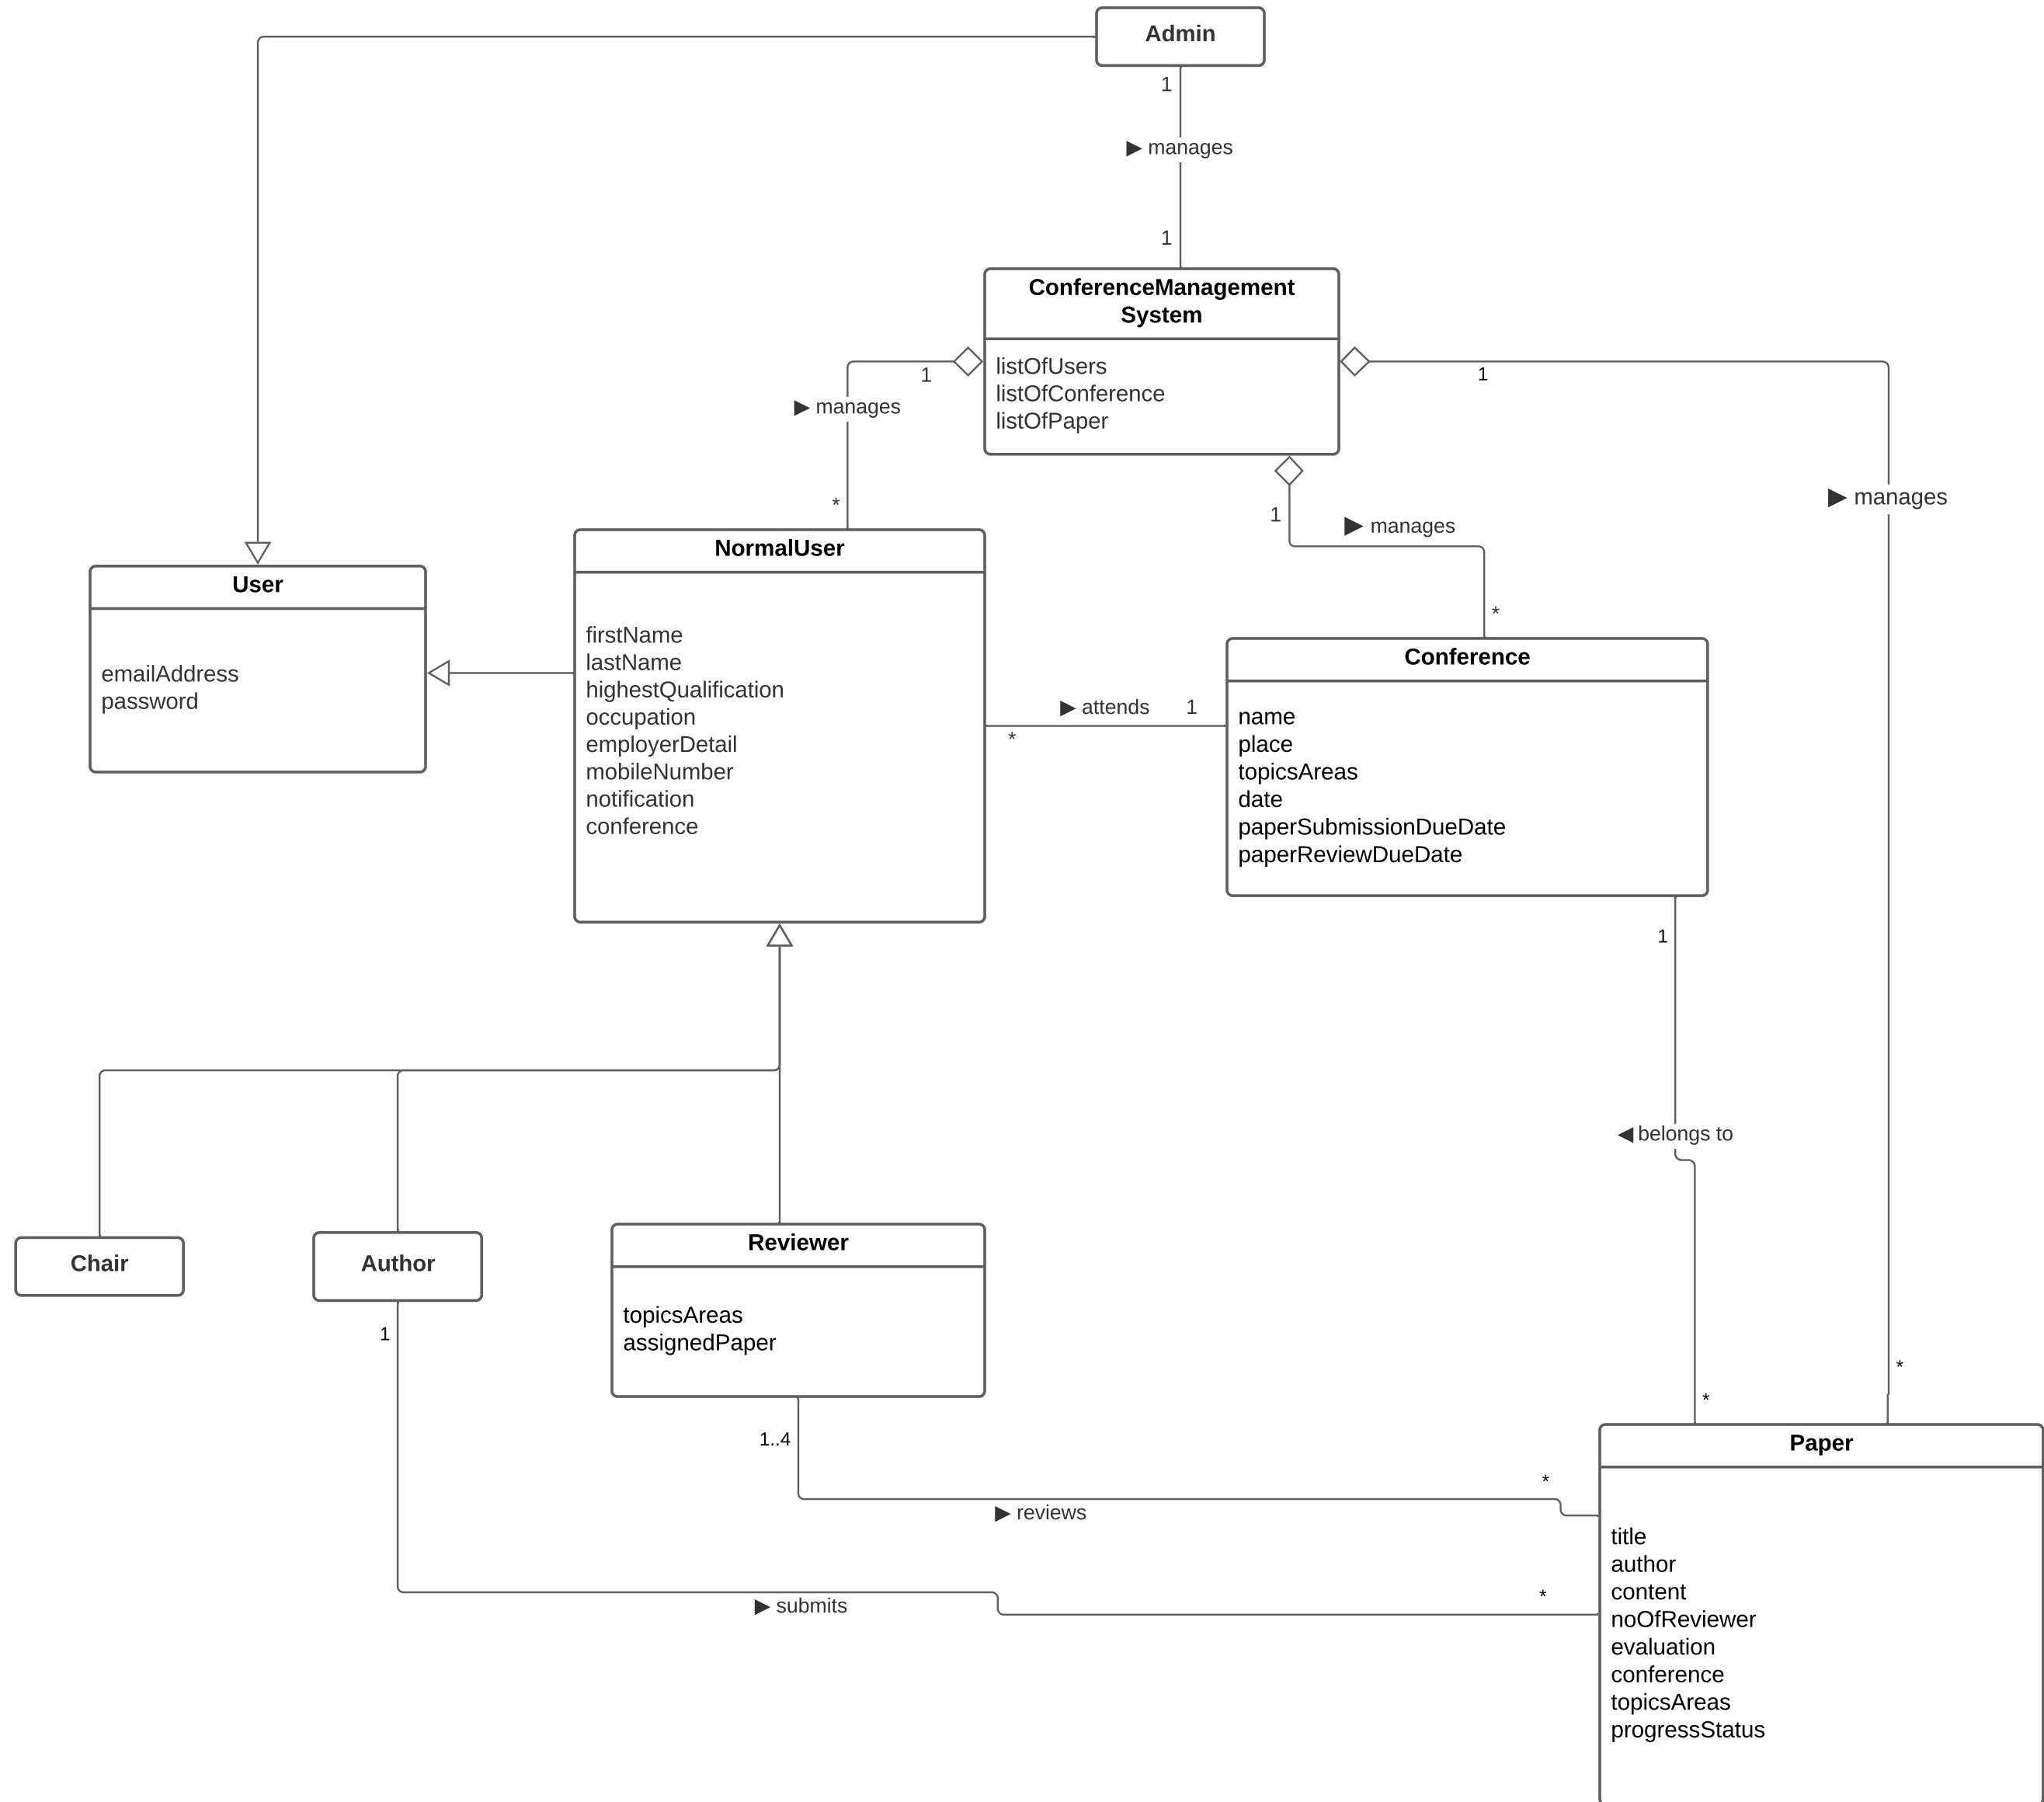 Admin
1
▶ manages
1
ConferenceManagement
System
listOfUsers
listOfConference
listOfPaper
1
▶ manages
*
1
▶ manages
*
1
▶ manages
*
User
emailAddress
password
NormalUser
firstName
lastName
highestQualification
occupation
employerDetail
mobileNumber
notification
conference
▶ attends
1
*
Conference
name
place
topicsAreas
date
paperSubmissionDueDate
paperReviewDueDate
1
◀ belongs to
*
Chair
Author
1
Reviewer
topicsAreas
assignedPaper
1..4
*
▶ reviews
▶ submits
*
Paper
title
author
content
noOfReviewer
evaluation
conference
topicsAreas
progressStatus